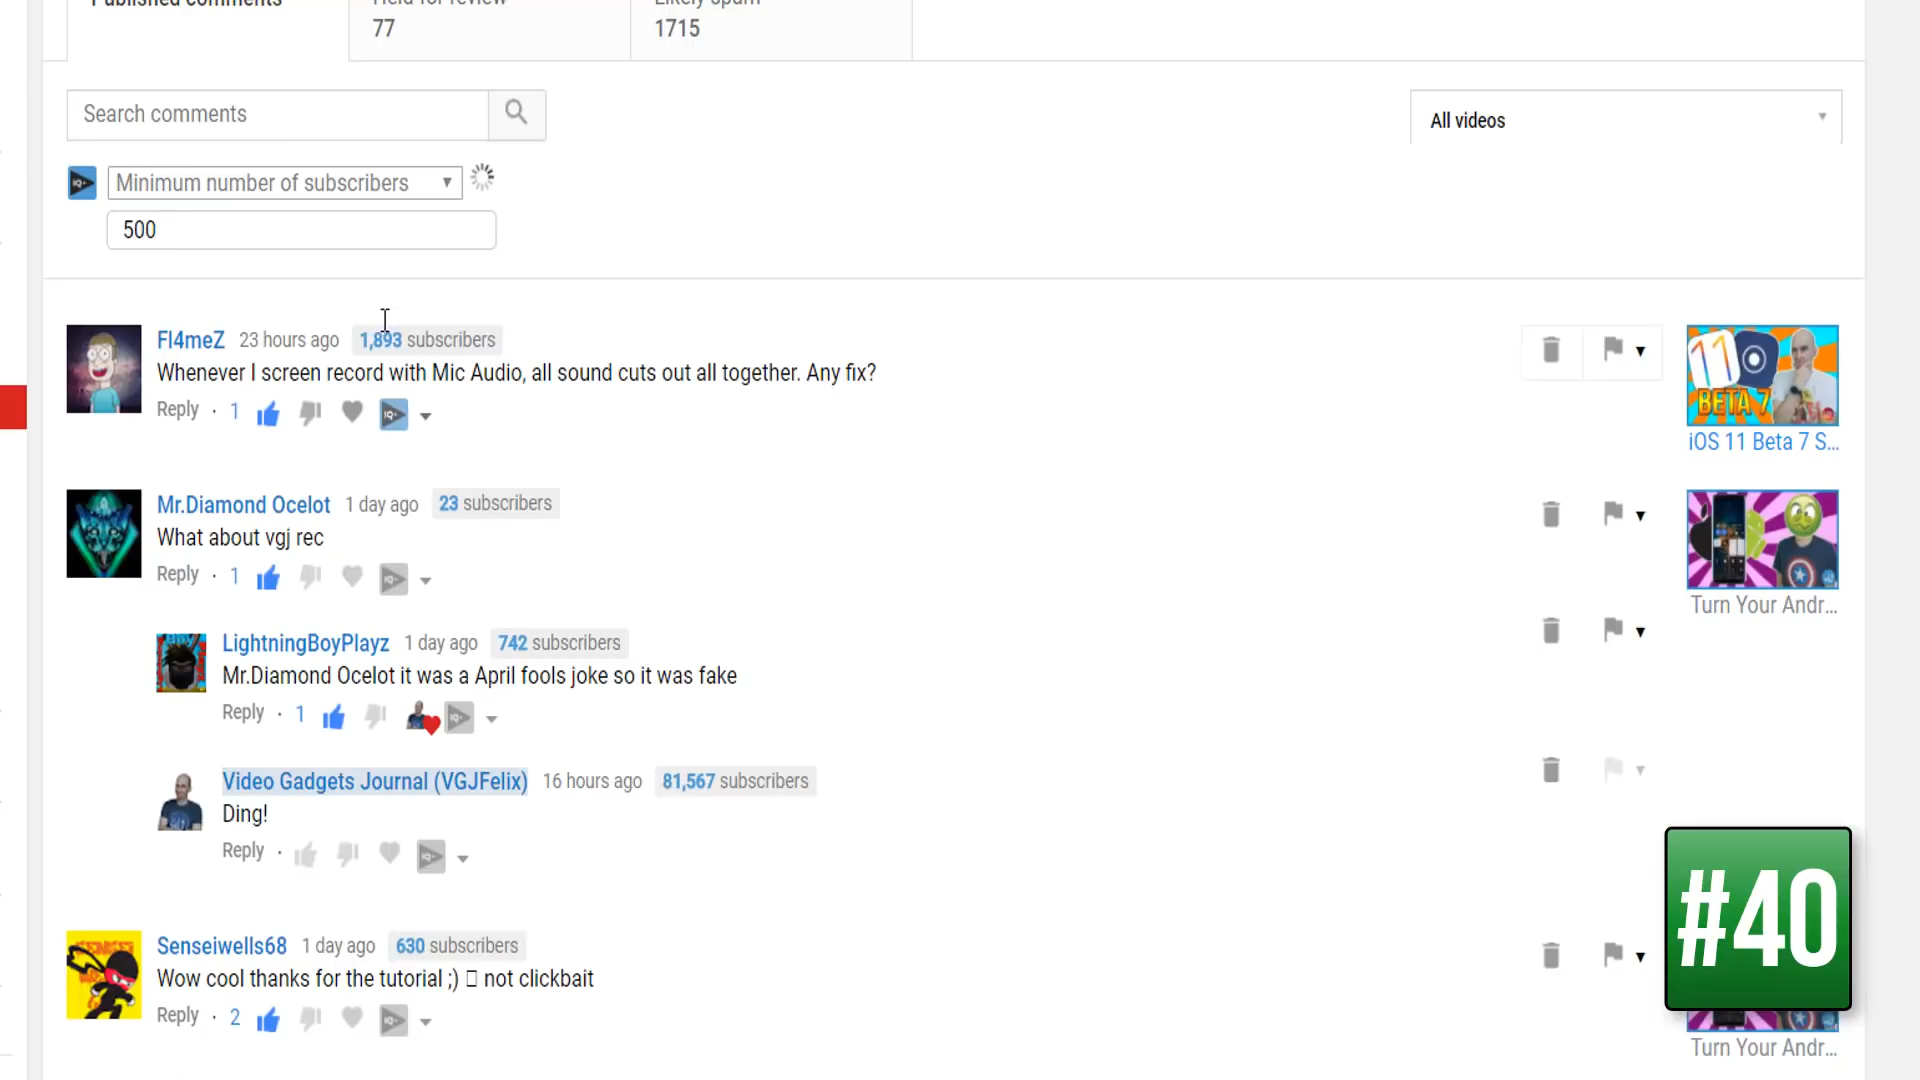 Published comments
Held for review
Likely spam
77
1715
Search comments
All videos
Minimum number of subscribers
500
Fl4meZ 23 hours ago 1,893 subscribers
Whenever I screen record with Mic Audio, all sound cuts out all together. Any fix?
Reply · 1
11
BETA 7
iOS 11 Beta 7 S...
Mr.Diamond Ocelot 1 day ago 23 subscribers
What about vgj rec
Reply · 1
Turn Your Andr...
LightningBoyPlayz 1 day ago 742 subscribers
Mr.Diamond Ocelot it was a April fools joke so it was fake
Reply · 1
Video Gadgets Journal (VGJFelix) 16 hours ago 81,567 subscribers
Ding!
Reply ·
#40
Senseiwells68 1 day ago 630 subscribers
Wow cool thanks for the tutorial ;) not clickbait
Reply · 2
Turn Your Andr...